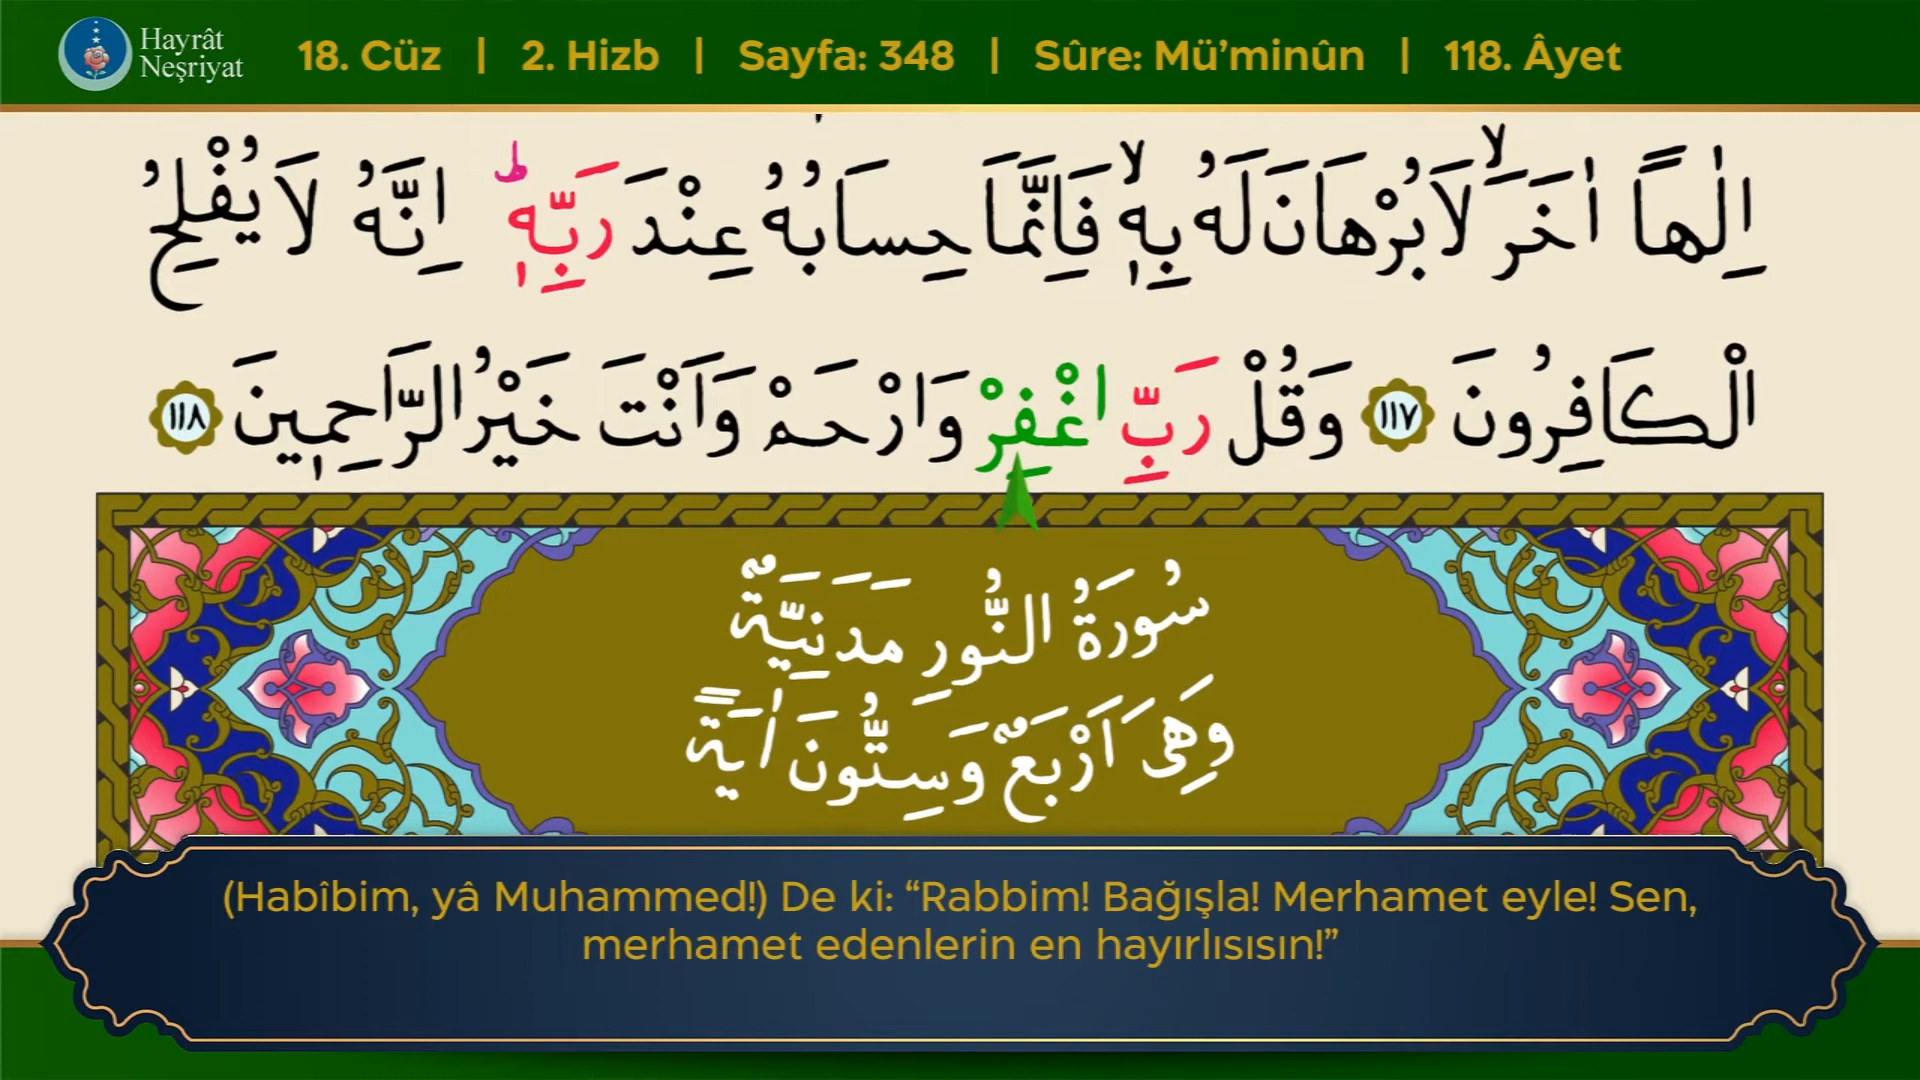 Hayrât
Neşriyat
18. Cüz | 2. Hizb | Sayfa: 348 | Sûre: Mü’minûn | 118. Âyet
اِلٰهاً اٰخَرَۙ لَا بُرْهَانَ لَهُ بِه۪ۙ فَاِنَّمَا حِسَابُهُ عِنْدَ رَبِّه۪ۜ اِنَّهُ لَا يُفْلِحُ
الْكَافِرُونَ ١١٧ وَقُلْ رَبِّ اغْفِرْ وَارْحَمْ وَاَنْتَ خَيْرُ الرَّاحِم۪ينَ ١١٨
سُورَةُ النُّورِ مَدَنِيَّةٌ
وَهِىَ اَرْبَعٌ وَسِتُّونَ اٰيَةً
(Habîbim, yâ Muhammed!) De ki: “Rabbim! Bağışla! Merhamet eyle! Sen,
merhamet edenlerin en hayırlısısın!”